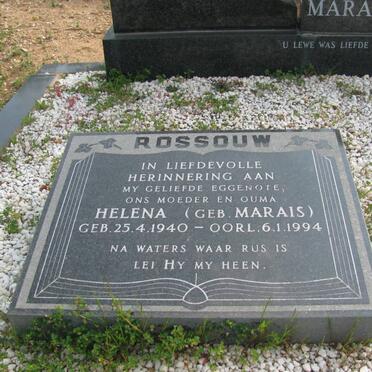 MARA
U LEWE WAS LIEFDE
ROSSOUW
IN LIEFDEVOLLE
HERINNERING AAN
MY GELIEFDE EGGENOTE,
ONS MOEDER EN OUMA
HELENA (GEB. MARAIS)
GEB. 25.4.1940 – OORL. 6.1.1994
NA WATERS WAAR RUS IS
LEI HY MY HEEN.